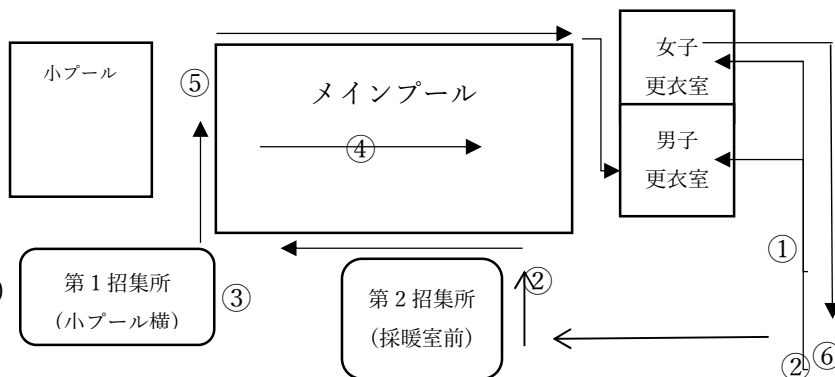 小プール
⑤
メインプール
④
女子
更衣室
男子
更衣室
①
第1招集所
(小プール横)
③
第2招集所
(採暖室前)
②
②
⑥